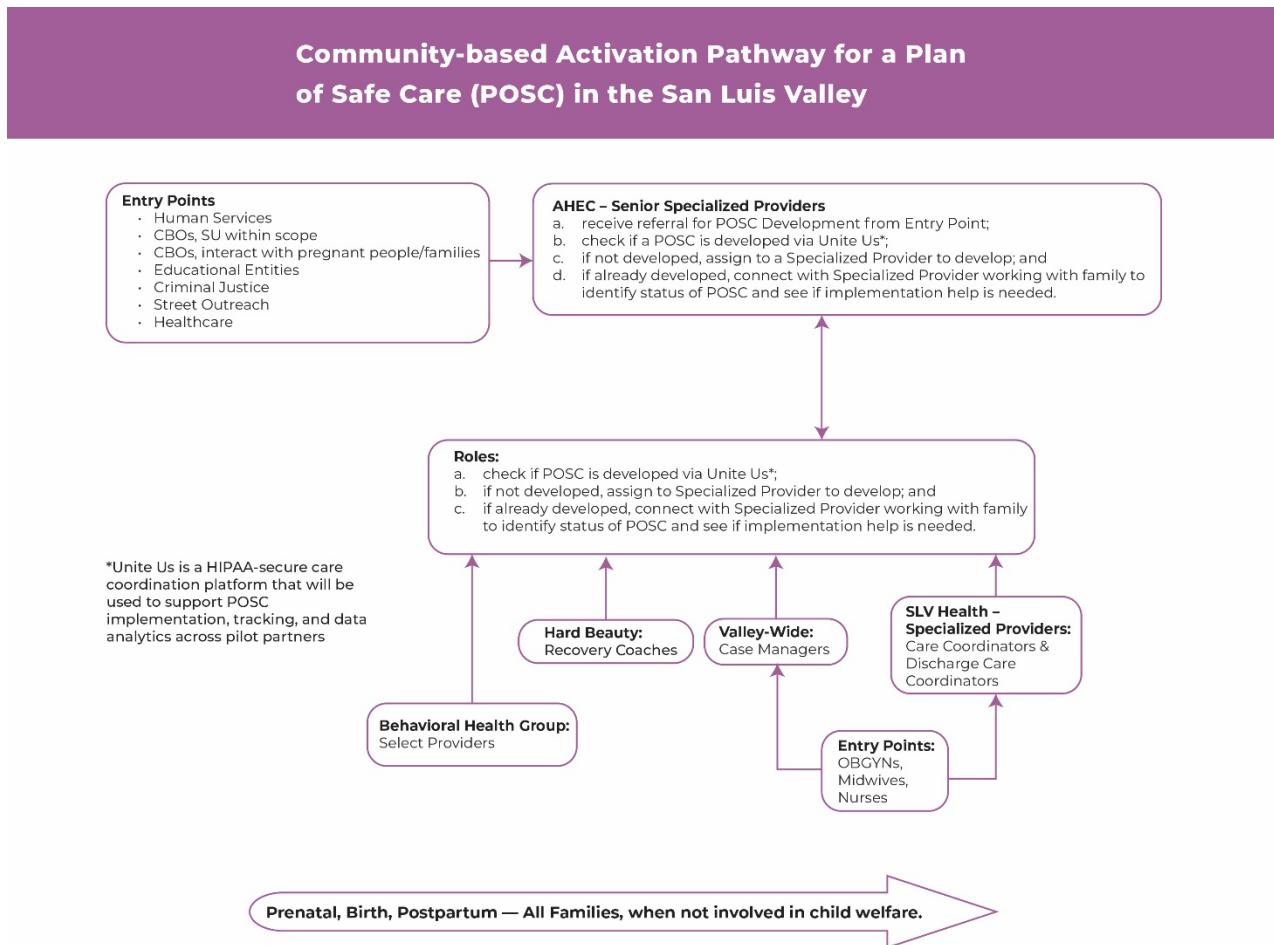 Community-based Activation Pathway for a Plan
of Safe Care (POSC) in the San Luis Valley
Entry Points
· Human Services
· CBOs, SU within scope
· CBOs, interact with pregnant people/families
· Educational Entities
· Criminal Justice
· Street Outreach
· Healthcare
AHEC – Senior Specialized Providers
a. receive referral for POSC Development from Entry Point;
b. check if a POSC is developed via Unite Us*;
c. if not developed, assign to a Specialized Provider to develop; and
d. if already developed, connect with Specialized Provider working with family to
identify status of POSC and see if implementation help is needed.
Roles:
a. check if POSC is developed via Unite Us*;
b. if not developed, assign to Specialized Provider to develop; and
c. if already developed, connect with Specialized Provider working with family
to identify status of POSC and see if implementation help is needed.
*Unite Us is a HIPAA-secure care
coordination platform that will be
used to support POSC
implementation, tracking, and data
analytics across pilot partners
Hard Beauty:
Recovery Coaches
Valley-Wide:
Case Managers
SLV Health –
Specialized Providers:
Care Coordinators &
Discharge Care
Coordinators
Behavioral Health Group:
Select Providers
Entry Points:
OBGYNs,
Midwives,
Nurses
Prenatal, Birth, Postpartum — All Families, when not involved in child welfare.